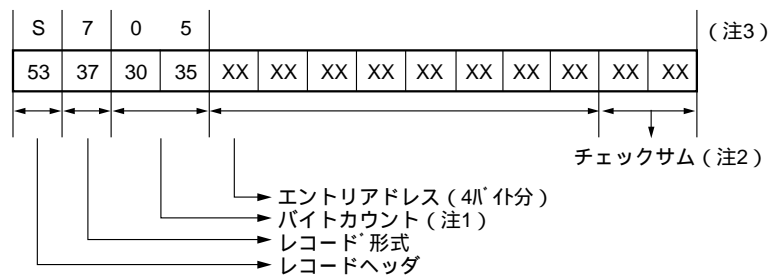 S 7 0 5 (注3)
53 37 30 35 XX XX XX XX XX XX XX XX XX XX
チェックサム(注2)
エントリアドレス(4バイト分)
バイトカウント(注1)
レコード形式
レコードヘッダ